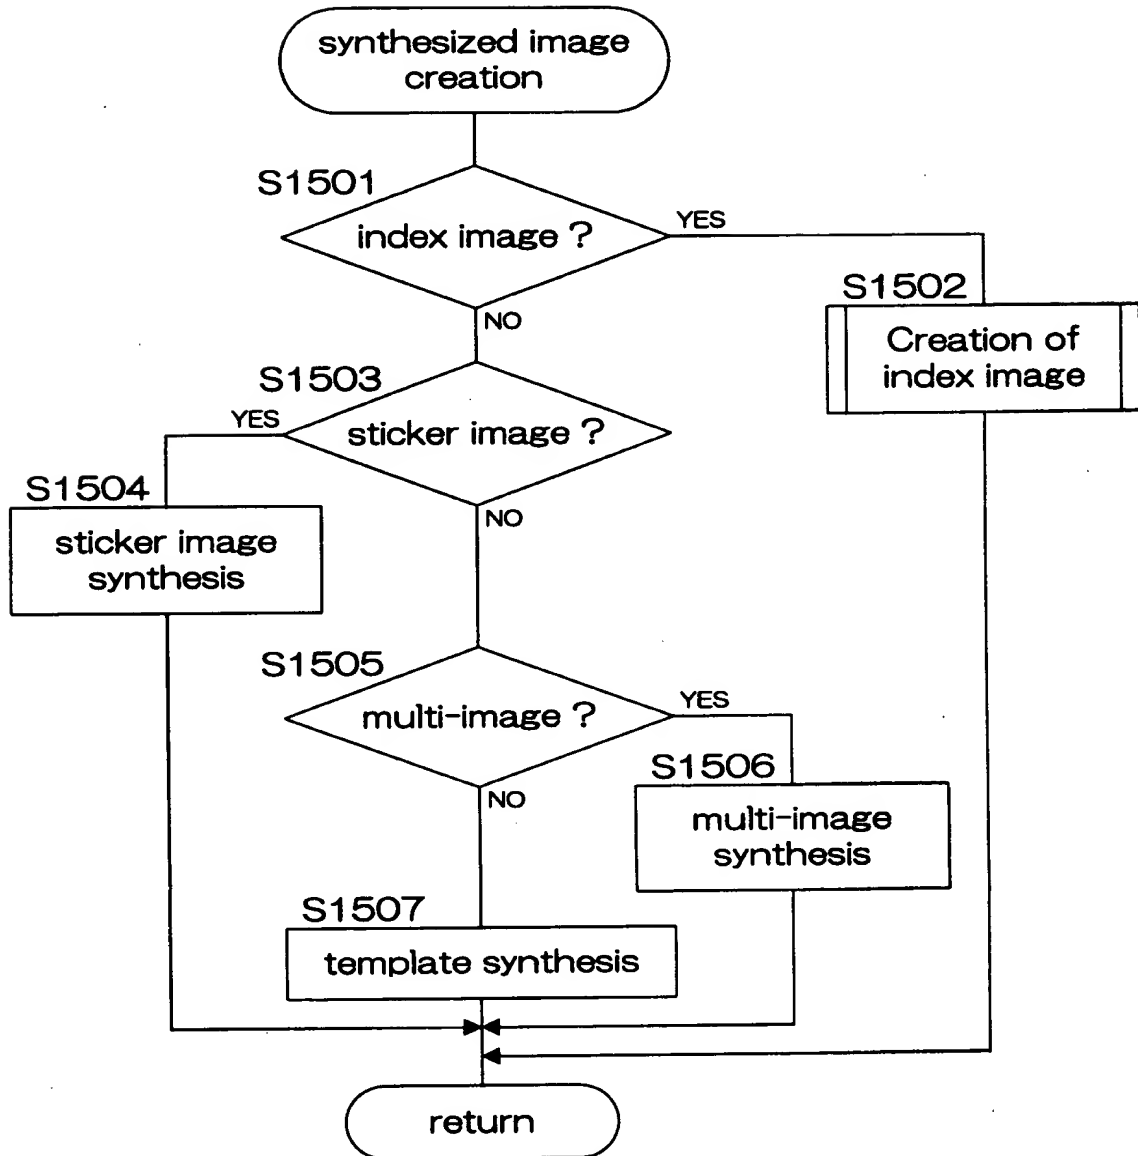 synthesized image
creation
S1501
index image ?
YES
NO
S1502
Creation of
index image
S1503
sticker image ?
YES
NO
S1504
sticker image
synthesis
S1505
multi-image ?
YES
NO
S1506
multi-image
synthesis
S1507
template synthesis
return